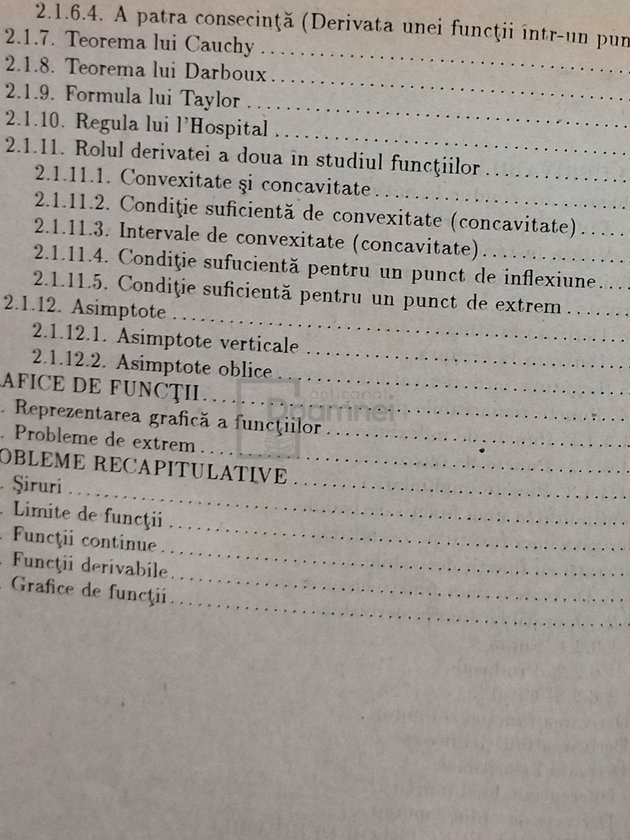 2.1.6.4. A patra consecinţă (Derivata unei funcţii într-un pun
2.1.7. Teorema lui Cauchy
2.1.8. Teorema lui Darboux
2.1.9. Formula lui Taylor
2.1.10. Regula lui l'Hospital
2.1.11. Rolul derivatei a doua în studiul funcţiilor
2.1.11.1. Convexitate şi concavitate
2.1.11.2. Condiţie suficientă de convexitate (concavitate)
2.1.11.3. Intervale de convexitate (concavitate)
2.1.11.4. Condiţie sufucientă pentru un punct de inflexiune
2.1.11.5. Condiţie suficientă pentru un punct de extrem
2.1.12. Asimptote
2.1.12.1. Asimptote verticale
2.1.12.2. Asimptote oblice
AFICE DE FUNCŢII
. Reprezentarea grafică a funcţiilor
. Probleme de extrem
OBLEME RECAPITULATIVE
. Şiruri
. Limite de funcţii
. Funcţii continue
. Funcţii derivabile
. Grafice de funcţii
anticariat
Doamnei